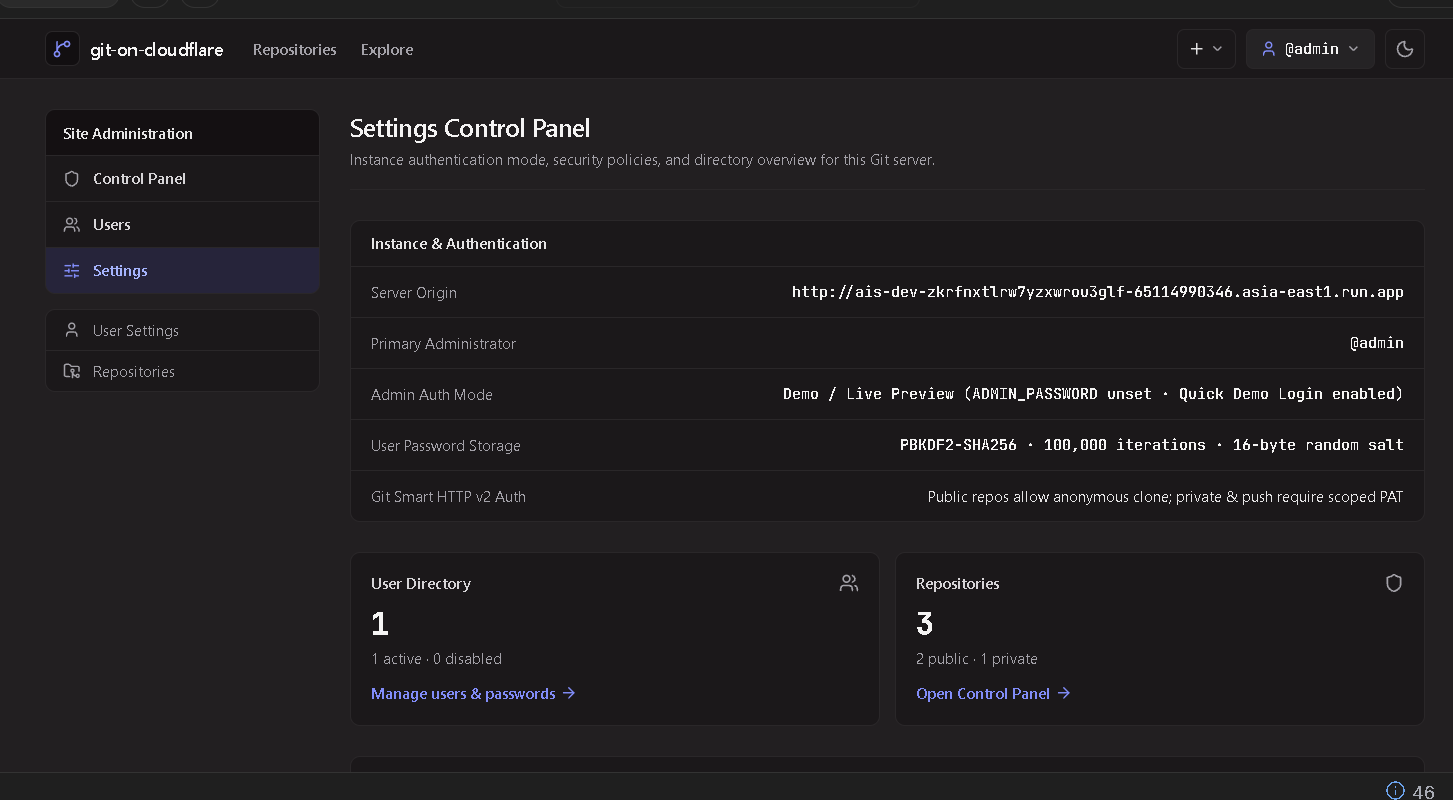 git-on-cloudflare Repositories Explore + @admin
Site Administration
Control Panel
Users
Settings
User Settings
Repositories
Settings Control Panel
Instance authentication mode, security policies, and directory overview for this Git server.
Instance & Authentication
Server Origin http://ais-dev-zkrfnxtlrw7yzxwrou3glf-65114990346.asia-east1.run.app
Primary Administrator @admin
Admin Auth Mode Demo / Live Preview (ADMIN_PASSWORD unset · Quick Demo Login enabled)
User Password Storage PBKDF2-SHA256 · 100,000 iterations · 16-byte random salt
Git Smart HTTP v2 Auth Public repos allow anonymous clone; private & push require scoped PAT
User Directory
1
1 active · 0 disabled
Manage users & passwords →
Repositories
3
2 public · 1 private
Open Control Panel →
46